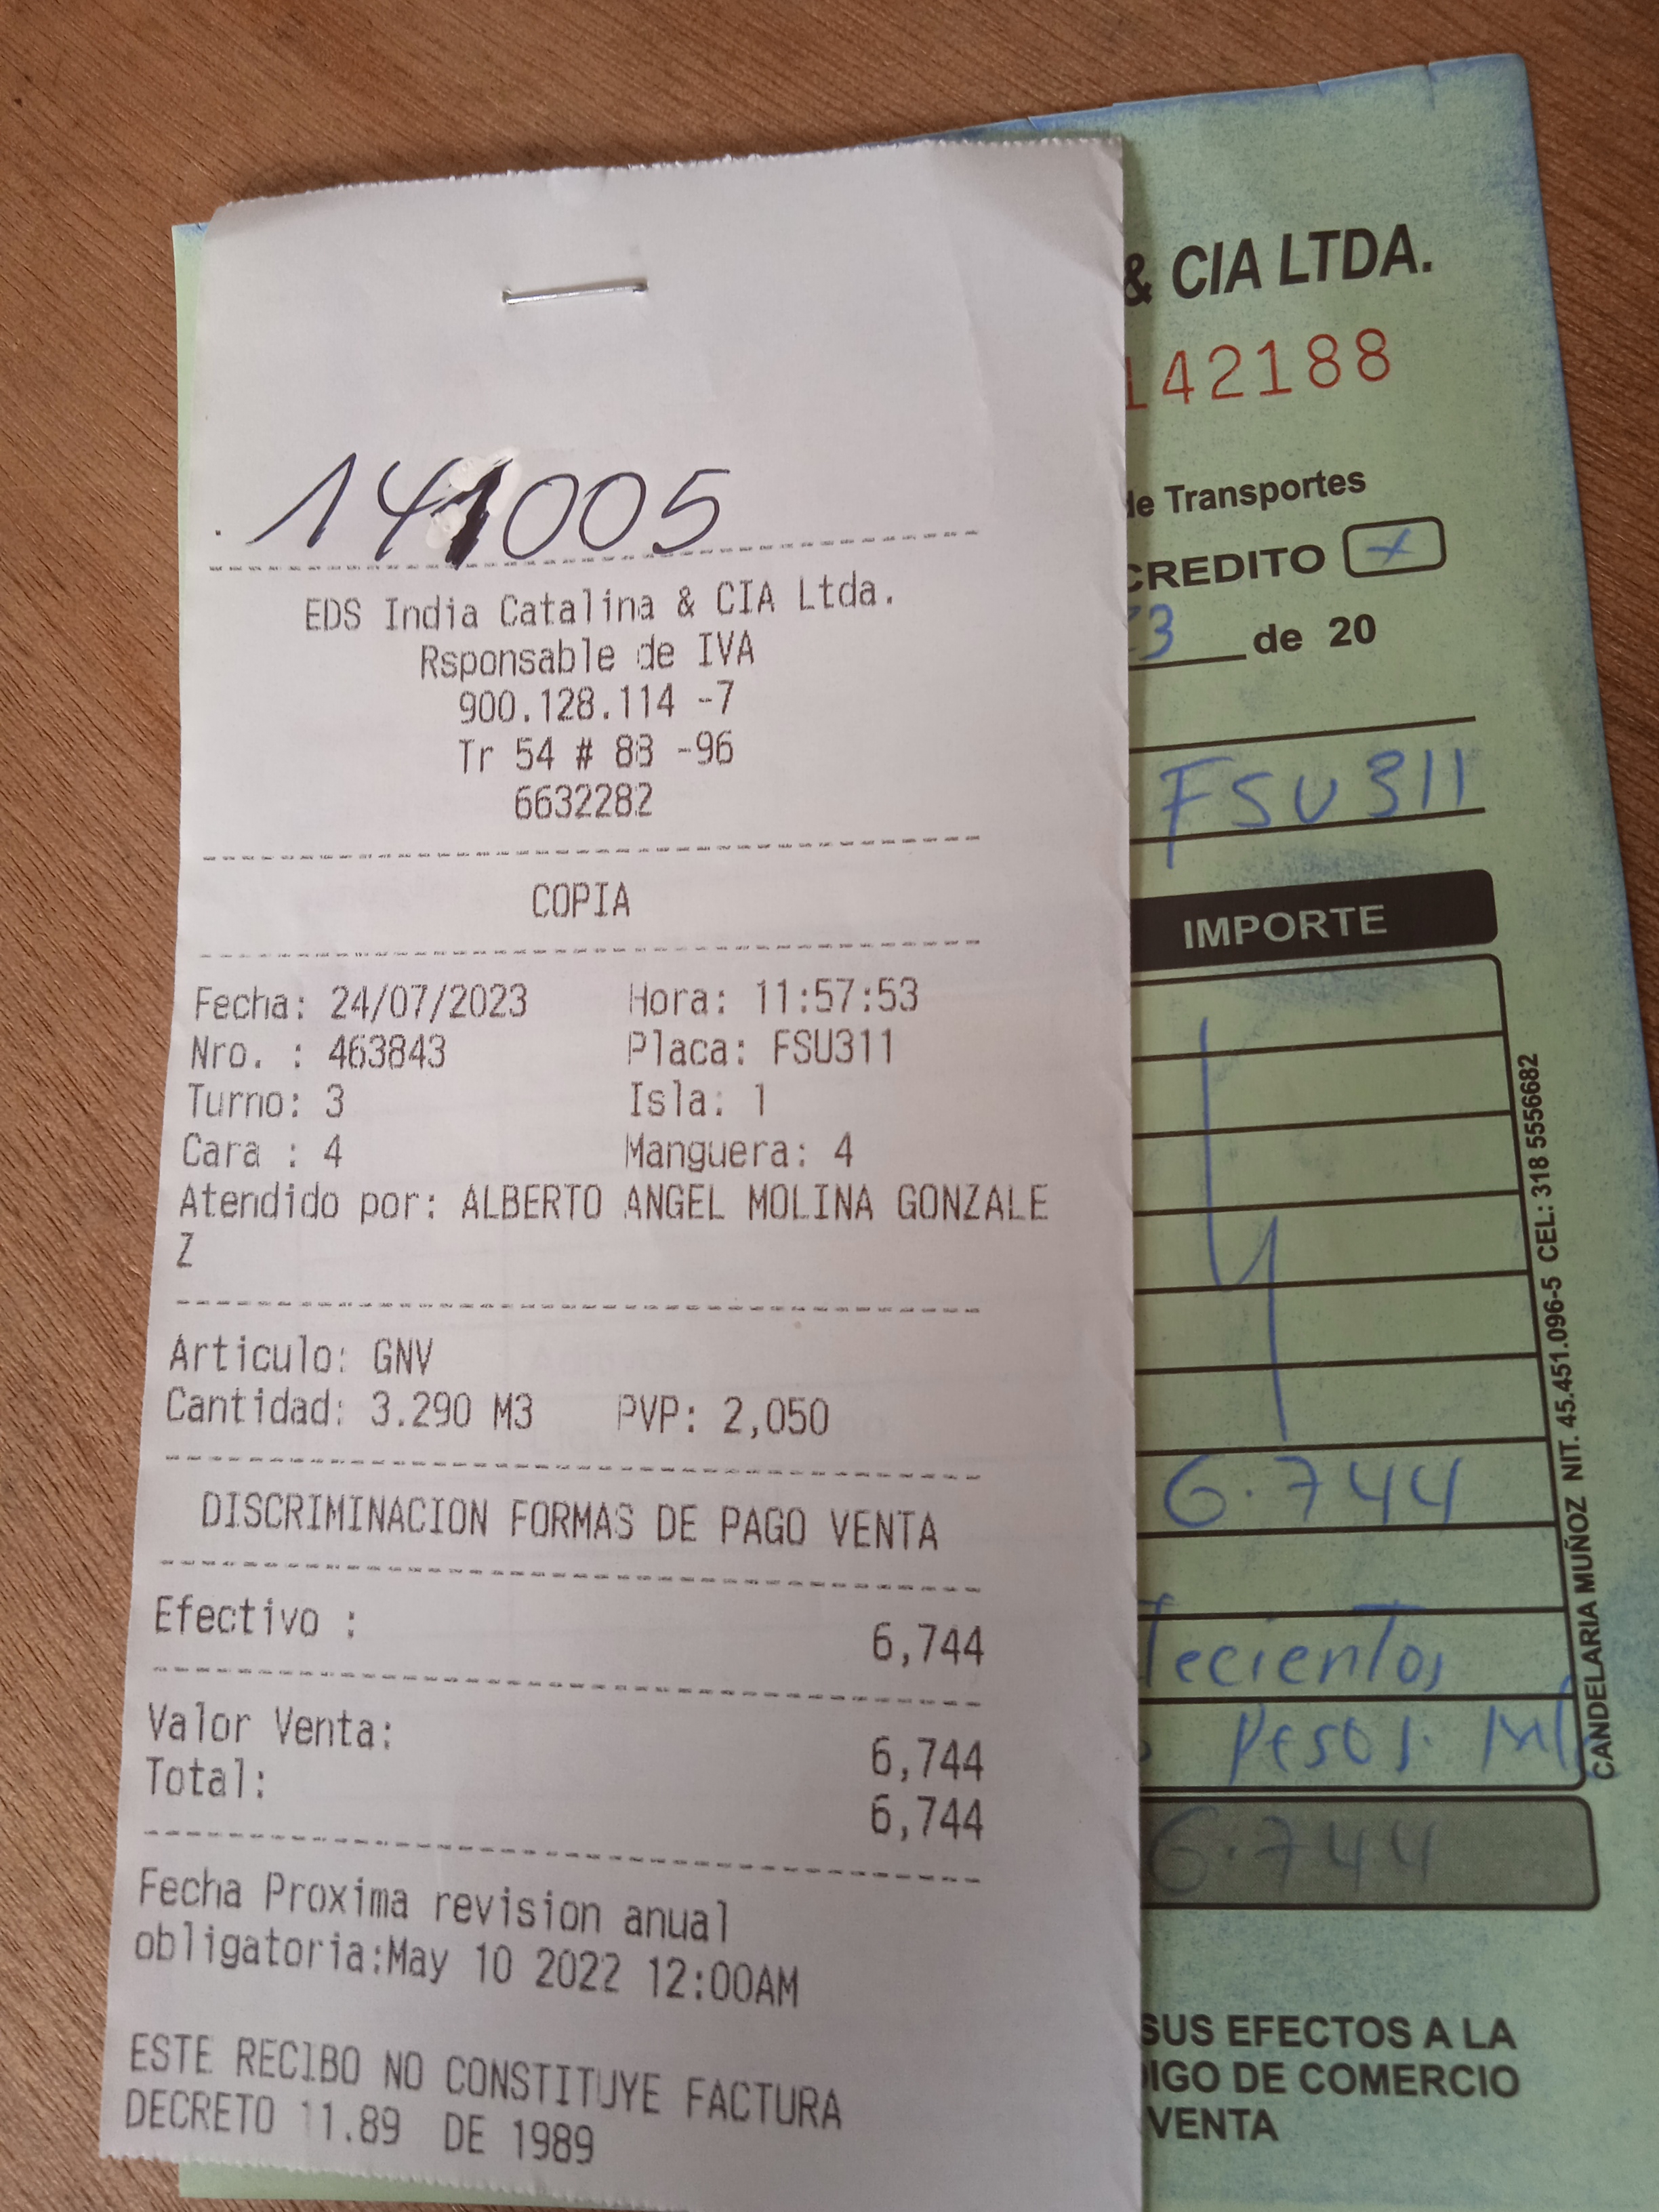 141005
EDS India Catalina & CIA Ltda.
Rsponsable de IVA
900.128.114 -7
Tr 54 # 88 -96
6632282
COPIA
Fecha: 24/07/2023 Hora: 11:57:53
Nro. : 463843 Placa: FSU311
Turno: 3 Isla: 1
Cara : 4 Manguera: 4
Atendido por: ALBERTO ANGEL MOLINA GONZALE
Z
Articulo: GNV
Cantidad: 3.290 M3 PVP: 2,050
DISCRIMINACION FORMAS DE PAGO VENTA
Efectivo : 6,744
Valor Venta: 6,744
Total: 6,744
Fecha Proxima revision anual
obligatoria:May 10 2022 12:00AM
ESTE RECIBO NO CONSTITUYE FACTURA
DECRETO 11.89 DE 1989
& CIA LTDA.
142188
de Transportes
CREDITO X
23 de 20
FSU311
IMPORTE
6.744
tecientos
Pesos
6.744
SUS EFECTOS A LA
DIGO DE COMERCIO
VENTA
CANDELARIA MUÑOZ NIT. 45.451.096-5 CEL: 318 5556682